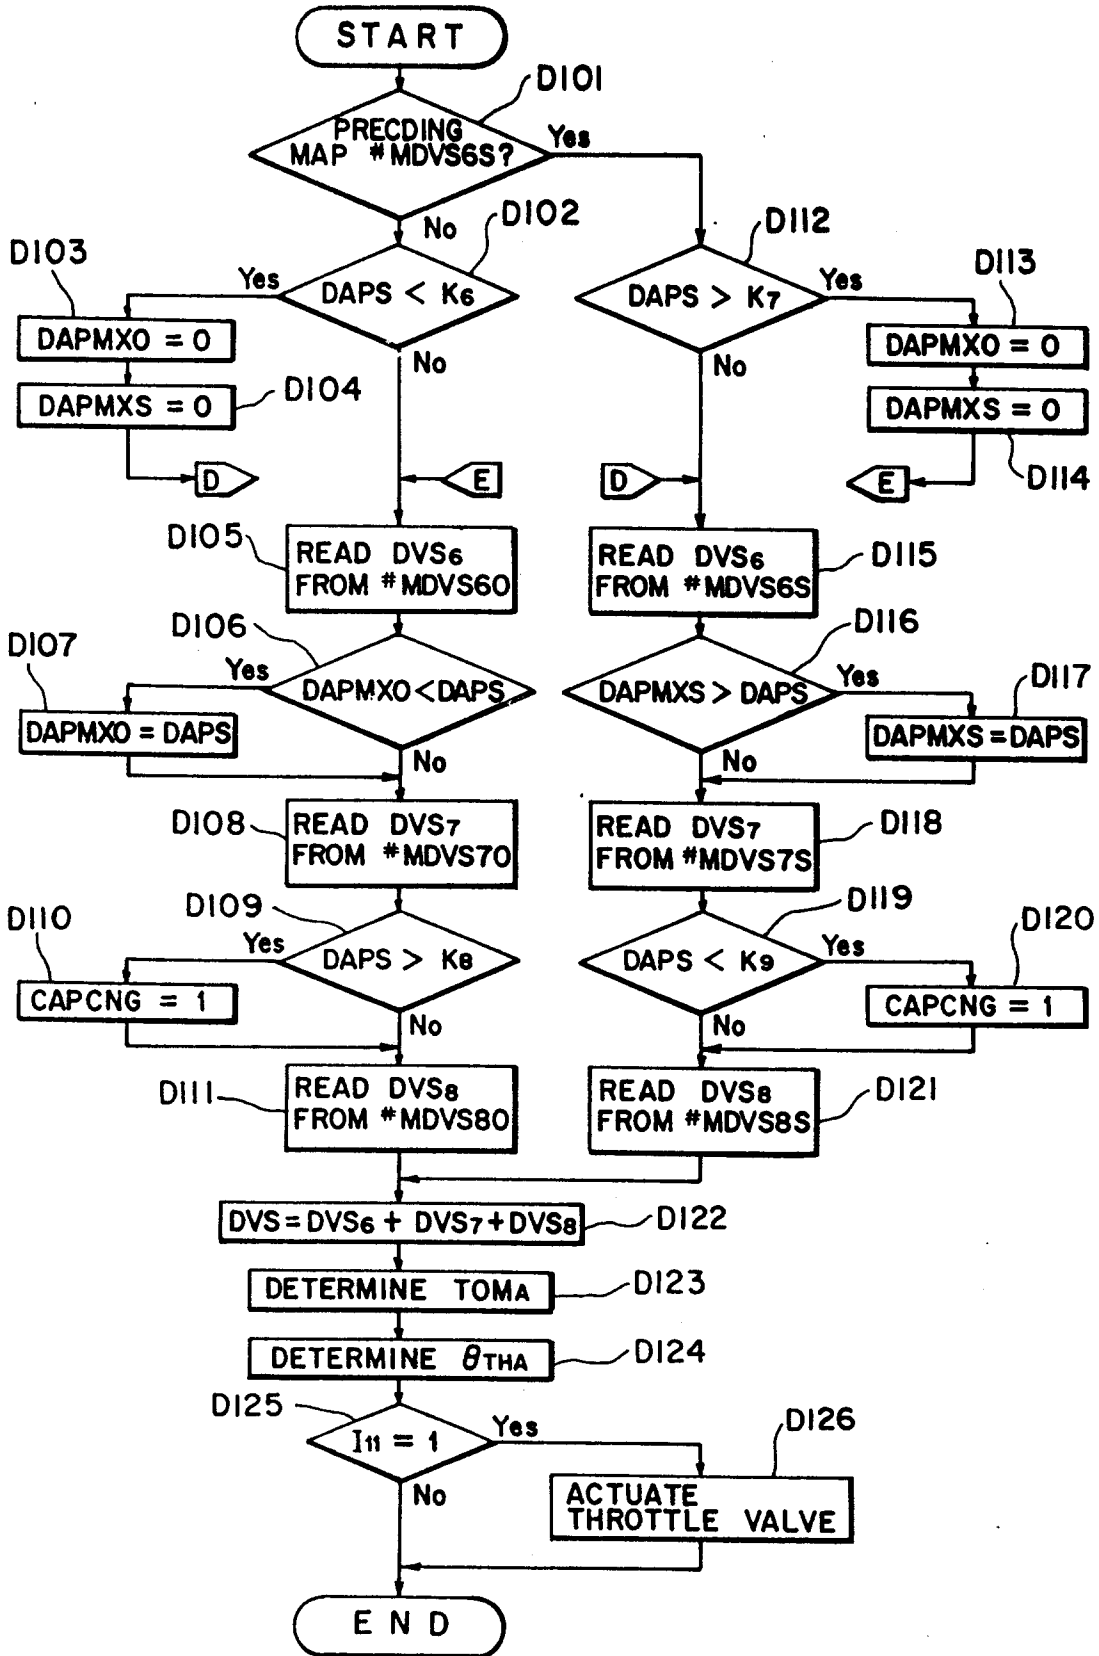 START
D101
PRECDING
MAP #MDVS6S?
Yes
No
D102
D112
D103
Yes
DAPS < K6
DAPS > K7
Yes
D113
DAPMXO = 0
No
No
DAPMXO = 0
DAPMXS = 0
D104
DAPMXS = 0
D114
D
E
D
E
D105
READ DVS6
FROM #MDVS6O
READ DVS6
FROM #MDVS6S
D115
D106
D116
D107
Yes
DAPMXO < DAPS
DAPMXS > DAPS
Yes
D117
DAPMXO = DAPS
No
No
DAPMXS = DAPS
D108
READ DVS7
FROM #MDVS7O
READ DVS7
FROM #MDVS7S
D118
D109
D119
D110
Yes
DAPS > K8
DAPS < K9
Yes
D120
CAPCNG = 1
No
No
CAPCNG = 1
D111
READ DVS8
FROM #MDVS8O
READ DVS8
FROM #MDVS8S
D121
DVS = DVS6 + DVS7 + DVS8
D122
DETERMINE TOMA
D123
DETERMINE θTHA
D124
D125
I11 = 1
Yes
No
D126
ACTUATE
THROTTLE VALVE
END